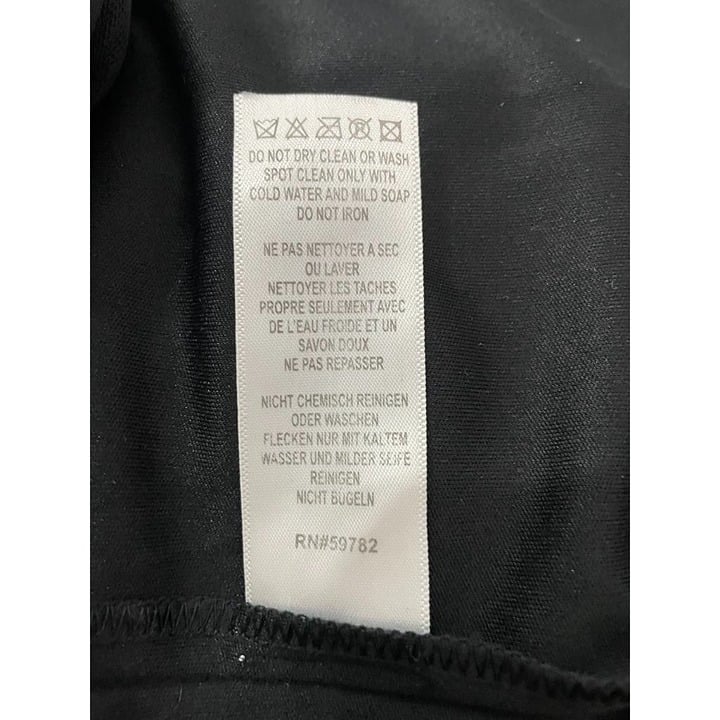 DO NOT DRY CLEAN OR WASH
SPOT CLEAN ONLY WITH
COLD WATER AND MILD SOAP
DO NOT IRON
NE PAS NETTOYER A SEC
OU LAVER
NETTOYER LES TACHES
PROPRE SEULEMENT AVEC
DE L'EAU FROIDE ET UN
SAVON DOUX
NE PAS REPASSER
NICHT CHEMISCH REINIGEN
ODER WASCHEN
FLECKEN NUR MIT KALTEM
WASSER UND MILDER SEIFE
REINIGEN
NICHT BÜGELN
RN#59782